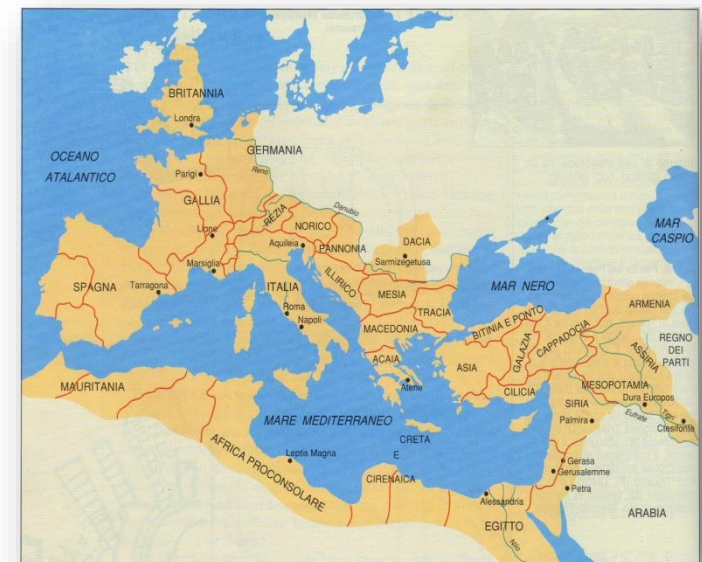 BRITANNIA
Londra
GERMANIA
OCEANO
ATALANTICO
Reno
Parigi
GALLIA
Danubio
REZIA
NORICO
Lione
Aquileia
PANNONIA
DACIA
Sarmizegetusa
MAR
CASPIO
Marsiglia
ILLIRICO
SPAGNA
Tarragona
ITALIA
MESIA
MAR NERO
ARMENIA
Roma
Napoli
TRACIA
MACEDONIA
BITINIA E PONTO
GALAZIA
CAPPADOCIA
ASSIRIA
REGNO
DEI
PARTI
ACAIA
ASIA
Atene
CILICIA
MESOPOTAMIA
MAURITANIA
SIRIA
Dura Europos
Palmira
Eufrate
Tigri
Ctesifonte
MARE MEDITERRANEO
CRETA
E
CIRENAICA
AFRICA PROCONSOLARE
Leptis Magna
Gerasa
Gerusalemme
Petra
Alessandria
EGITTO
Nilo
ARABIA